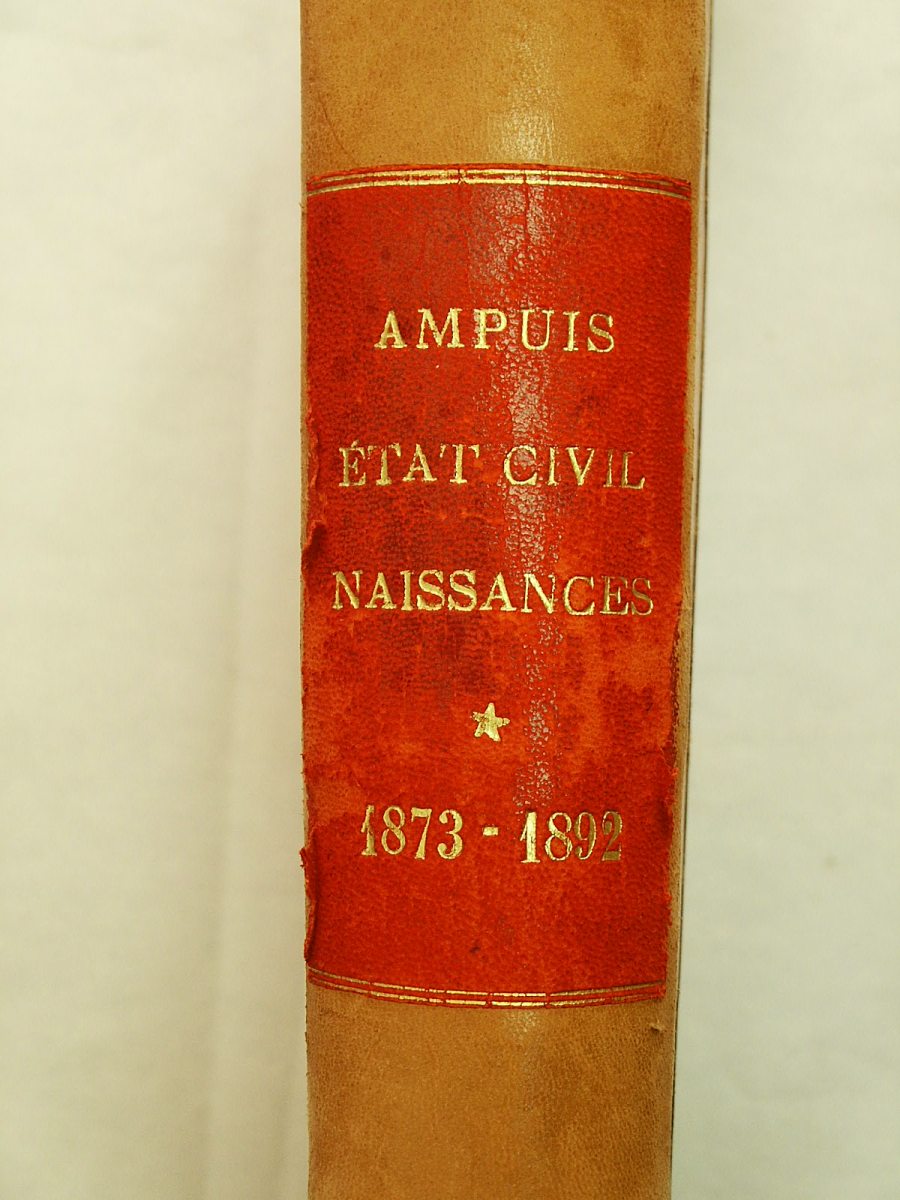 AMPUIS
ÉTAT CIVIL
NAISSANCES
1873 - 1892